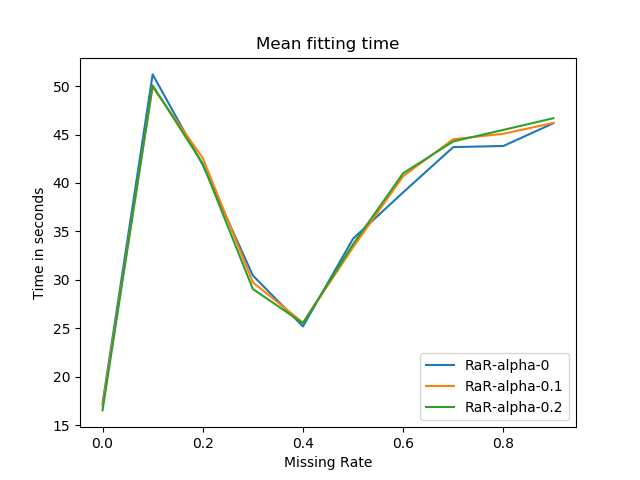 Mean fitting time
Time in seconds
50
45
40
35
30
25
20
15
0.0 0.2 0.4 0.6 0.8
Missing Rate
RaR-alpha-0
RaR-alpha-0.1
RaR-alpha-0.2